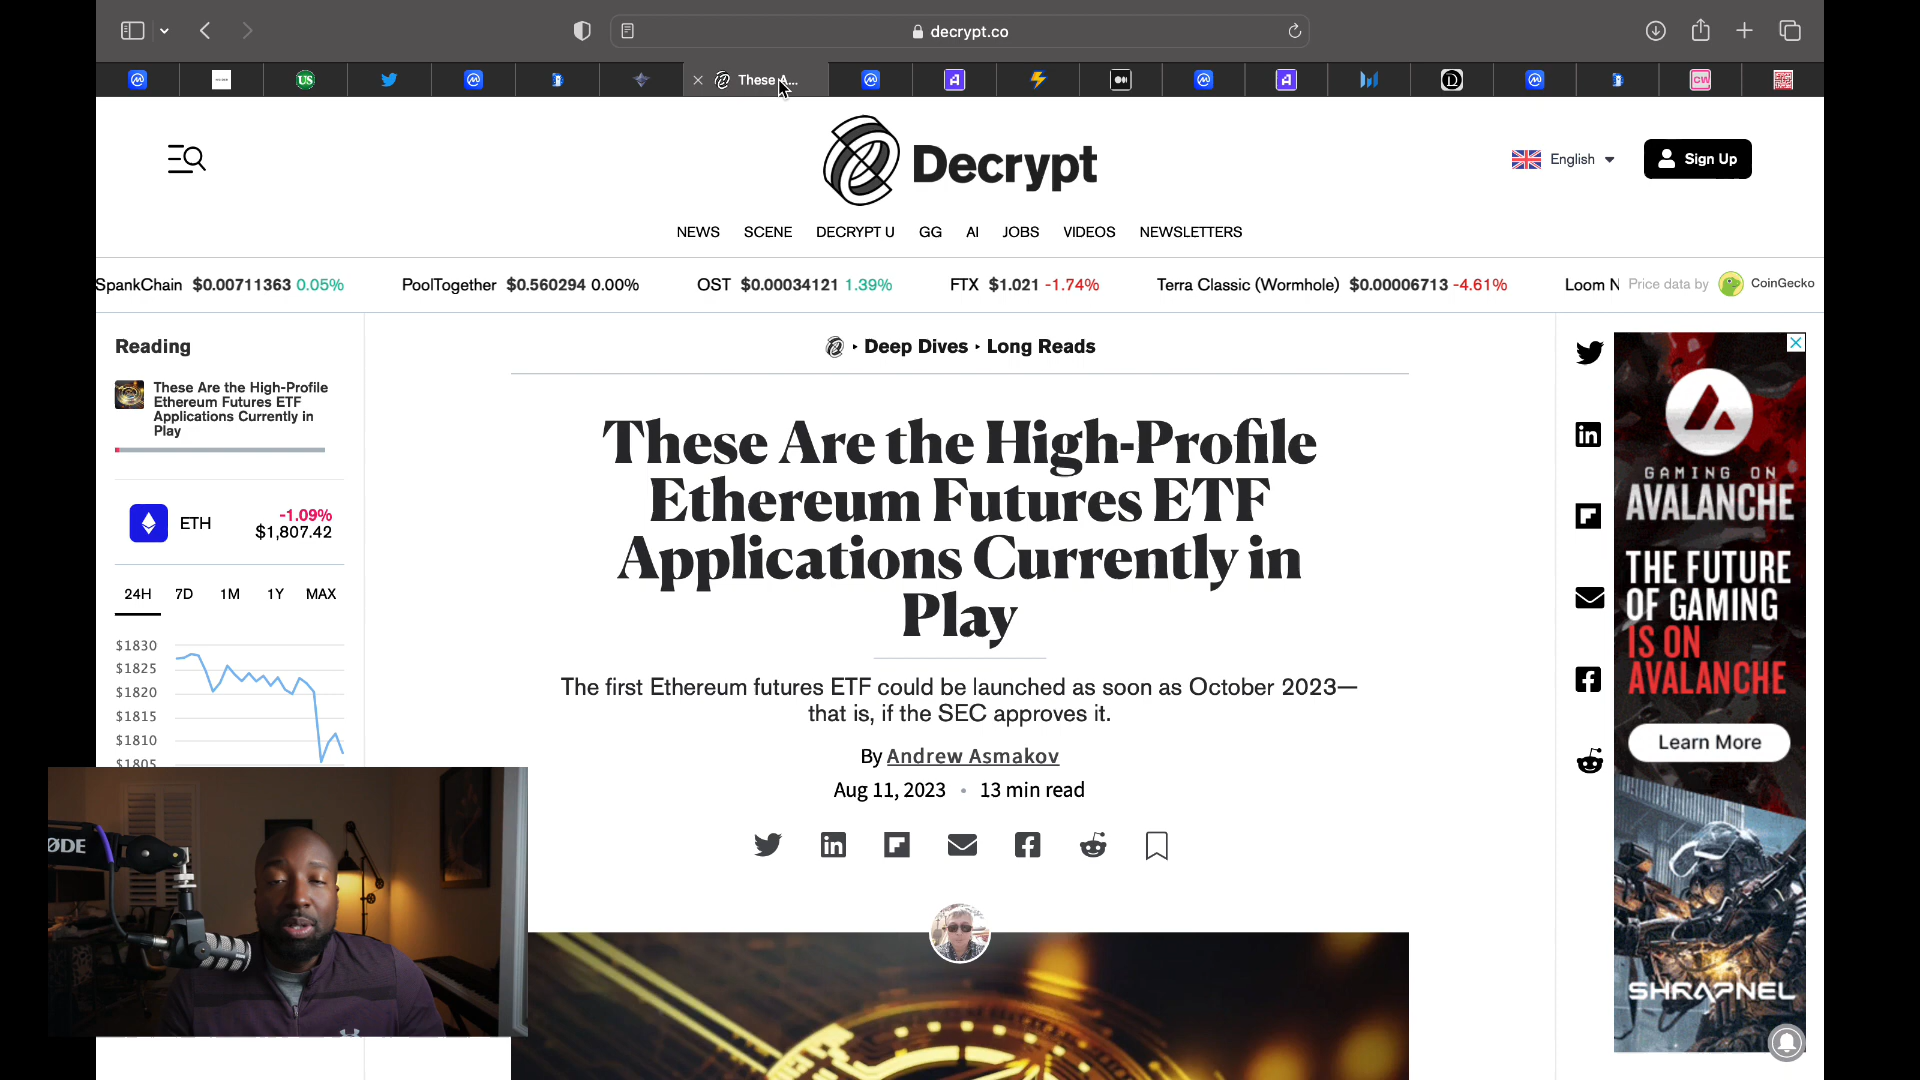 decrypt.co
US
These A...
CW
Decrypt
English
Sign Up
NEWS SCENE DECRYPT U GG AI JOBS VIDEOS NEWSLETTERS
SpankChain $0.00711363 0.05% PoolTogether $0.560294 0.00% OST $0.00034121 1.39% FTX $1.021 -1.74% Terra Classic (Wormhole) $0.00006713 -4.61% Loom N Price data by CoinGecko
Reading
These Are the High-Profile
Ethereum Futures ETF
Applications Currently in
Play
ETH
-1.09%
$1,807.42
24H 7D 1M 1Y MAX
$1830
$1825
$1820
$1815
$1810
$1805
Deep Dives
Long Reads
These Are the High-Profile
Ethereum Futures ETF
Applications Currently in
Play
The first Ethereum futures ETF could be launched as soon as October 2023—
that is, if the SEC approves it.
By Andrew Asmakov
Aug 11, 2023 • 13 min read
GAMING ON
AVALANCHE
THE FUTURE
OF GAMING
IS ON
AVALANCHE
Learn More
SHRAPNEL
RØDE